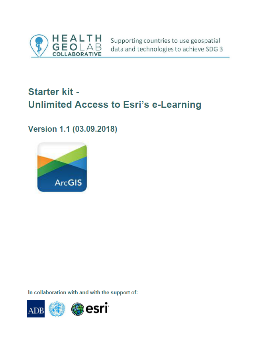 HEALTH
GEOLAB
COLLABORATIVE
Supporting countries to use geospatial
data and technologies to achieve SDG 3
Starter kit -
Unlimited Access to Esri's e-Learning
Version 1.1 (03.09.2018)
ArcGIS
In collaboration with and with the support of:
ADB
esri